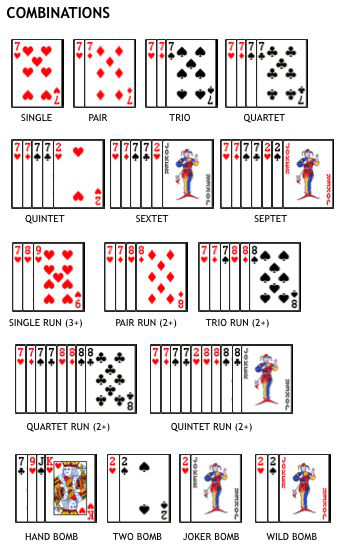 COMBINATIONS
SINGLE PAIR TRIO QUARTET
QUINTET SEXTET SEPTET
SINGLE RUN (3+) PAIR RUN (2+) TRIO RUN (2+)
QUARTET RUN (2+) QUINTET RUN (2+)
HAND BOMB TWO BOMB JOKER BOMB WILD BOMB